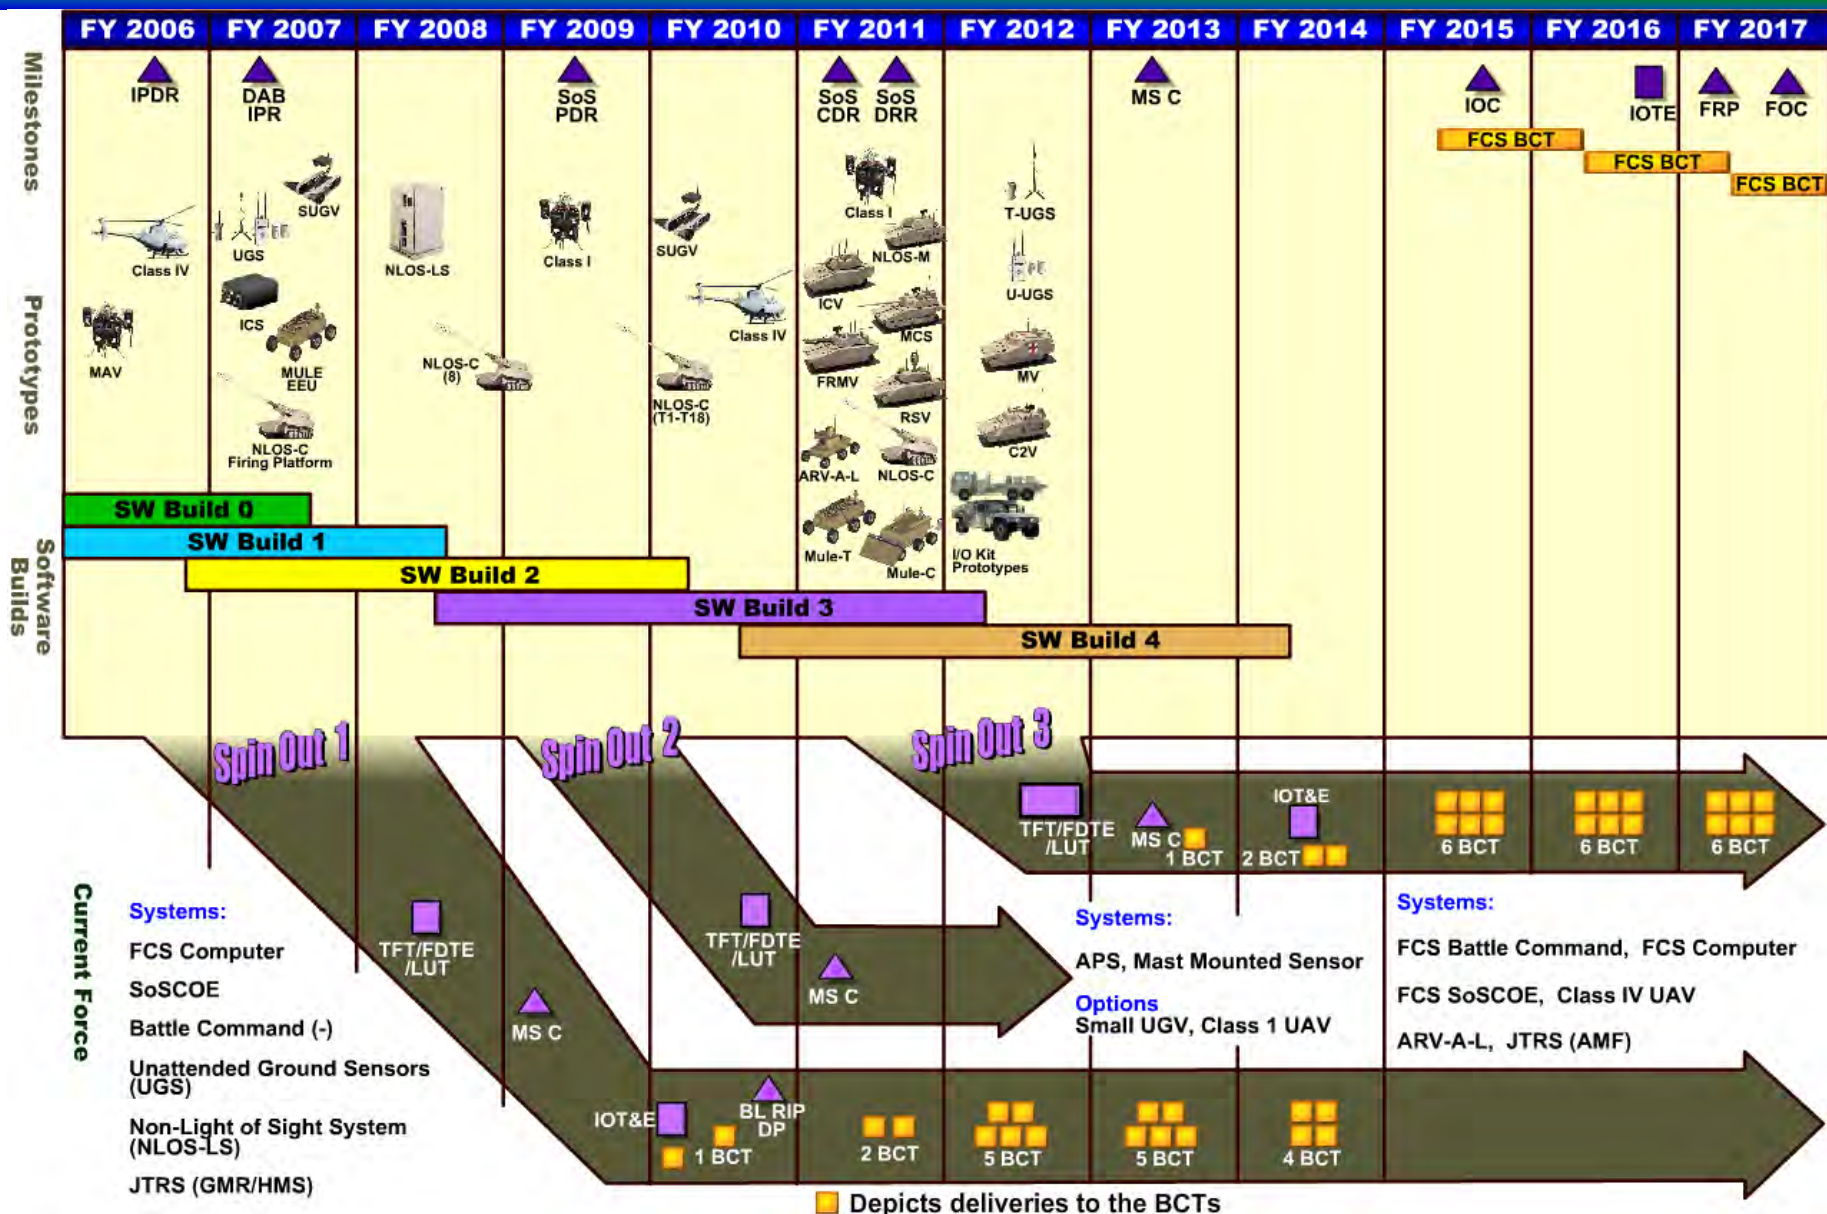 FY 2006 FY 2007 FY 2008 FY 2009 FY 2010 FY 2011 FY 2012 FY 2013 FY 2014 FY 2015 FY 2016 FY 2017
Milestones
IPDR
DAB
IPR
SoS
PDR
SoS
CDR
SoS
DRR
MS C
IOC
IOTE
FRP
FOC
FCS BCT
FCS BCT
FCS BCT
Prototypes
Class IV
MAV
SUGV
UGS
ICS
MULE
EEU
NLOS-C
Firing Platform
NLOS-LS
NLOS-C
(8)
Class I
SUGV
Class IV
NLOS-C
(T1-T18)
Class I
NLOS-M
ICV
MCS
FRMV
RSV
ARV-A-L
NLOS-C
Mule-T
Mule-C
T-UGS
U-UGS
MV
C2V
I/O Kit
Prototypes
Software
Builds
SW Build 0
SW Build 1
SW Build 2
SW Build 3
SW Build 4
Spin Out 1
Spin Out 2
Spin Out 3
TFT/FDTE
/LUT
MS C
1 BCT
IOT&E
2 BCT
6 BCT
6 BCT
6 BCT
Current Force
Systems:
FCS Computer
SoSCOE
Battle Command (-)
Unattended Ground Sensors
(UGS)
Non-Light of Sight System
(NLOS-LS)
JTRS (GMR/HMS)
TFT/FDTE
/LUT
MS C
TFT/FDTE
/LUT
MS C
Systems:
APS, Mast Mounted Sensor
Options
Small UGV, Class 1 UAV
Systems:
FCS Battle Command, FCS Computer
FCS SoSCOE, Class IV UAV
ARV-A-L, JTRS (AMF)
IOT&E
1 BCT
BL RIP
DP
2 BCT
5 BCT
5 BCT
4 BCT
Depicts deliveries to the BCTs